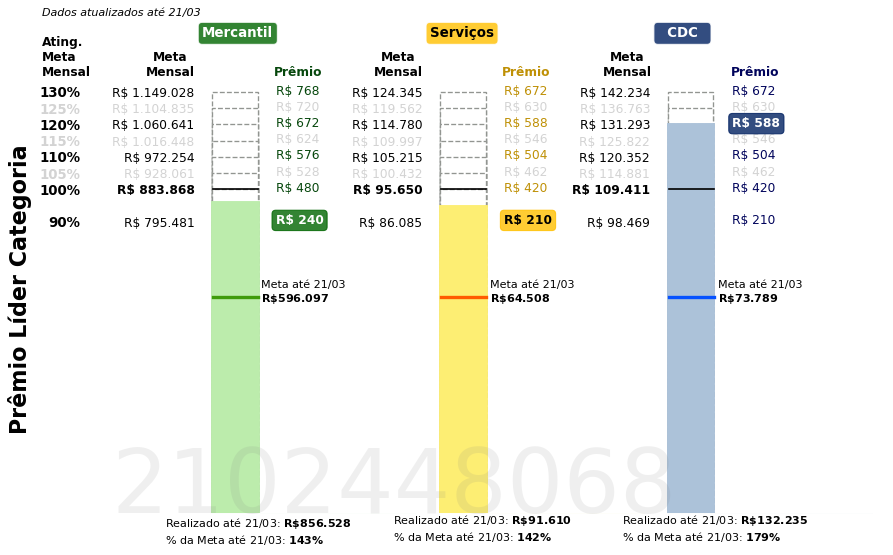 Dados atualizados até 21/03
Mercantil Serviços CDC
Ating.
Meta
Mensal
Meta
Mensal Prêmio Meta
Mensal Prêmio Meta
Mensal Prêmio
130% R$ 1.149.028 R$ 768 R$ 124.345 R$ 672 R$ 142.234 R$ 672
125% R$ 1.104.835 R$ 720 R$ 119.562 R$ 630 R$ 136.763 R$ 630
120% R$ 1.060.641 R$ 672 R$ 114.780 R$ 588 R$ 131.293 R$ 588
115% R$ 1.016.448 R$ 624 R$ 109.997 R$ 546 R$ 125.822 R$ 546
110% R$ 972.254 R$ 576 R$ 105.215 R$ 504 R$ 120.352 R$ 504
105% R$ 928.061 R$ 528 R$ 100.432 R$ 462 R$ 114.881 R$ 462
100% R$ 883.868 R$ 480 R$ 95.650 R$ 420 R$ 109.411 R$ 420
90% R$ 795.481 R$ 240 R$ 86.085 R$ 210 R$ 98.469 R$ 210
Prêmio Líder Categoria
Meta até 21/03 Meta até 21/03 Meta até 21/03
R$596.097 R$64.508 R$73.789
2102448068
Realizado até 21/03: R$856.528 Realizado até 21/03: R$91.610 Realizado até 21/03: R$132.235
% da Meta até 21/03: 143% % da Meta até 21/03: 142% % da Meta até 21/03: 179%